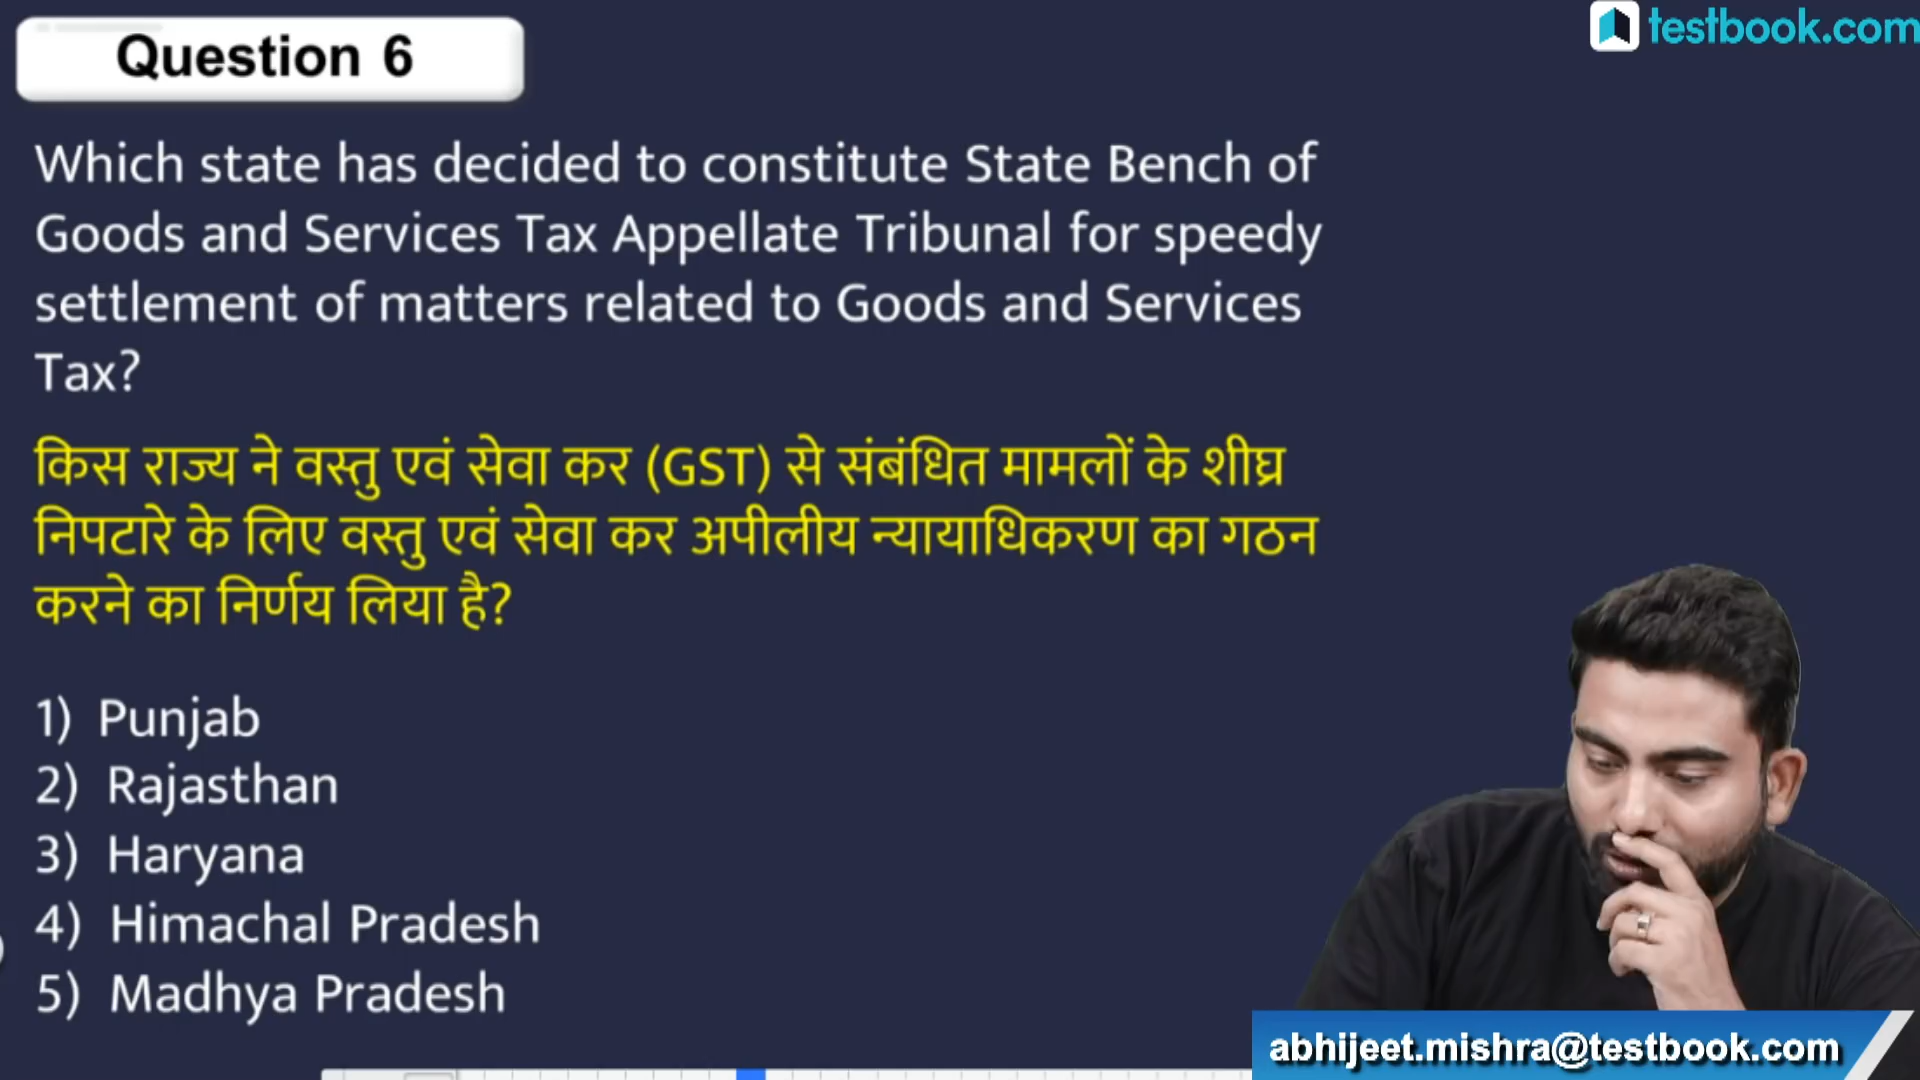 Question 6
testbook.com
Which state has decided to constitute State Bench of
Goods and Services Tax Appellate Tribunal for speedy
settlement of matters related to Goods and Services
Tax?
किस राज्य ने वस्तु एवं सेवा कर (GST) से संबंधित मामलों के शीघ्र
निपटारे के लिए वस्तु एवं सेवा कर अपीलीय न्यायाधिकरण का गठन
करने का निर्णय लिया है?
1) Punjab
2) Rajasthan
3) Haryana
4) Himachal Pradesh
5) Madhya Pradesh
abhijeet.mishra@testbook.com